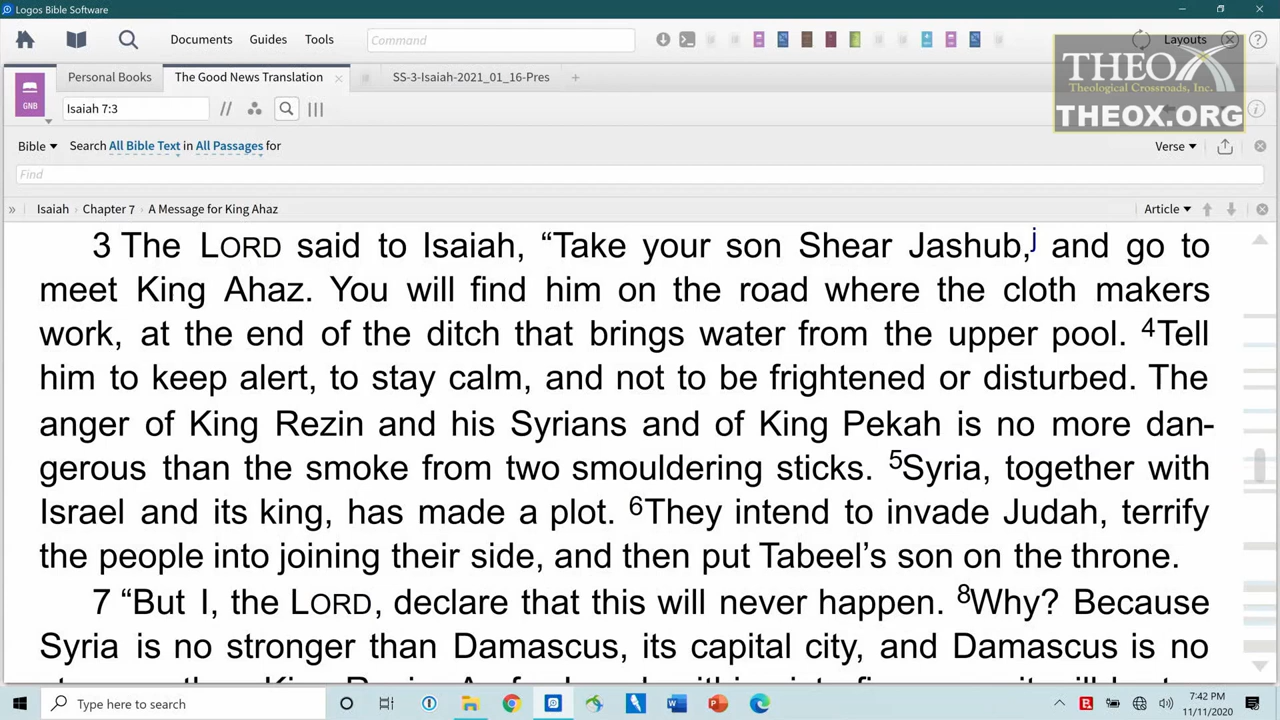 Logos Bible Software
Documents Guides Tools Command Layouts
THEOX
Theological Crossroads, Inc.
THEOX.ORG
Personal Books The Good News Translation SS-3-Isaiah-2021_01_16-Pres
GNB Isaiah 7:3
Bible Search All Bible Text in All Passages for Verse
Find
» Isaiah › Chapter 7 › A Message for King Ahaz Article
3 The LORD said to Isaiah, “Take your son Shear Jashub,j and go to
meet King Ahaz. You will find him on the road where the cloth makers
work, at the end of the ditch that brings water from the upper pool. 4Tell
him to keep alert, to stay calm, and not to be frightened or disturbed. The
anger of King Rezin and his Syrians and of King Pekah is no more dan-
gerous than the smoke from two smouldering sticks. 5Syria, together with
Israel and its king, has made a plot. 6They intend to invade Judah, terrify
the people into joining their side, and then put Tabeel’s son on the throne.
7 “But I, the LORD, declare that this will never happen. 8Why? Because
Syria is no stronger than Damascus, its capital city, and Damascus is no
Type here to search
7:42 PM
11/11/2020